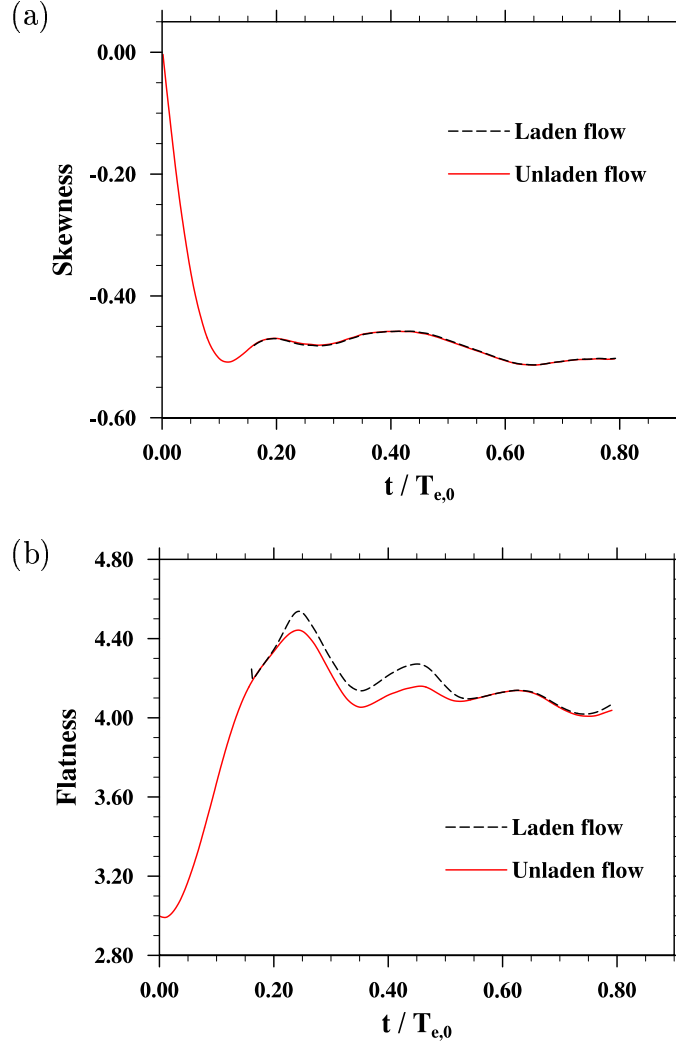 (a)
0.00
-0.20
-0.40
-0.60
Skewness
Laden flow
Unladen flow
0.00 0.20 0.40 0.60 0.80
t / Te,0
(b)
4.80
4.40
4.00
3.60
3.20
2.80
Flatness
Laden flow
Unladen flow
0.00 0.20 0.40 0.60 0.80
t / Te,0